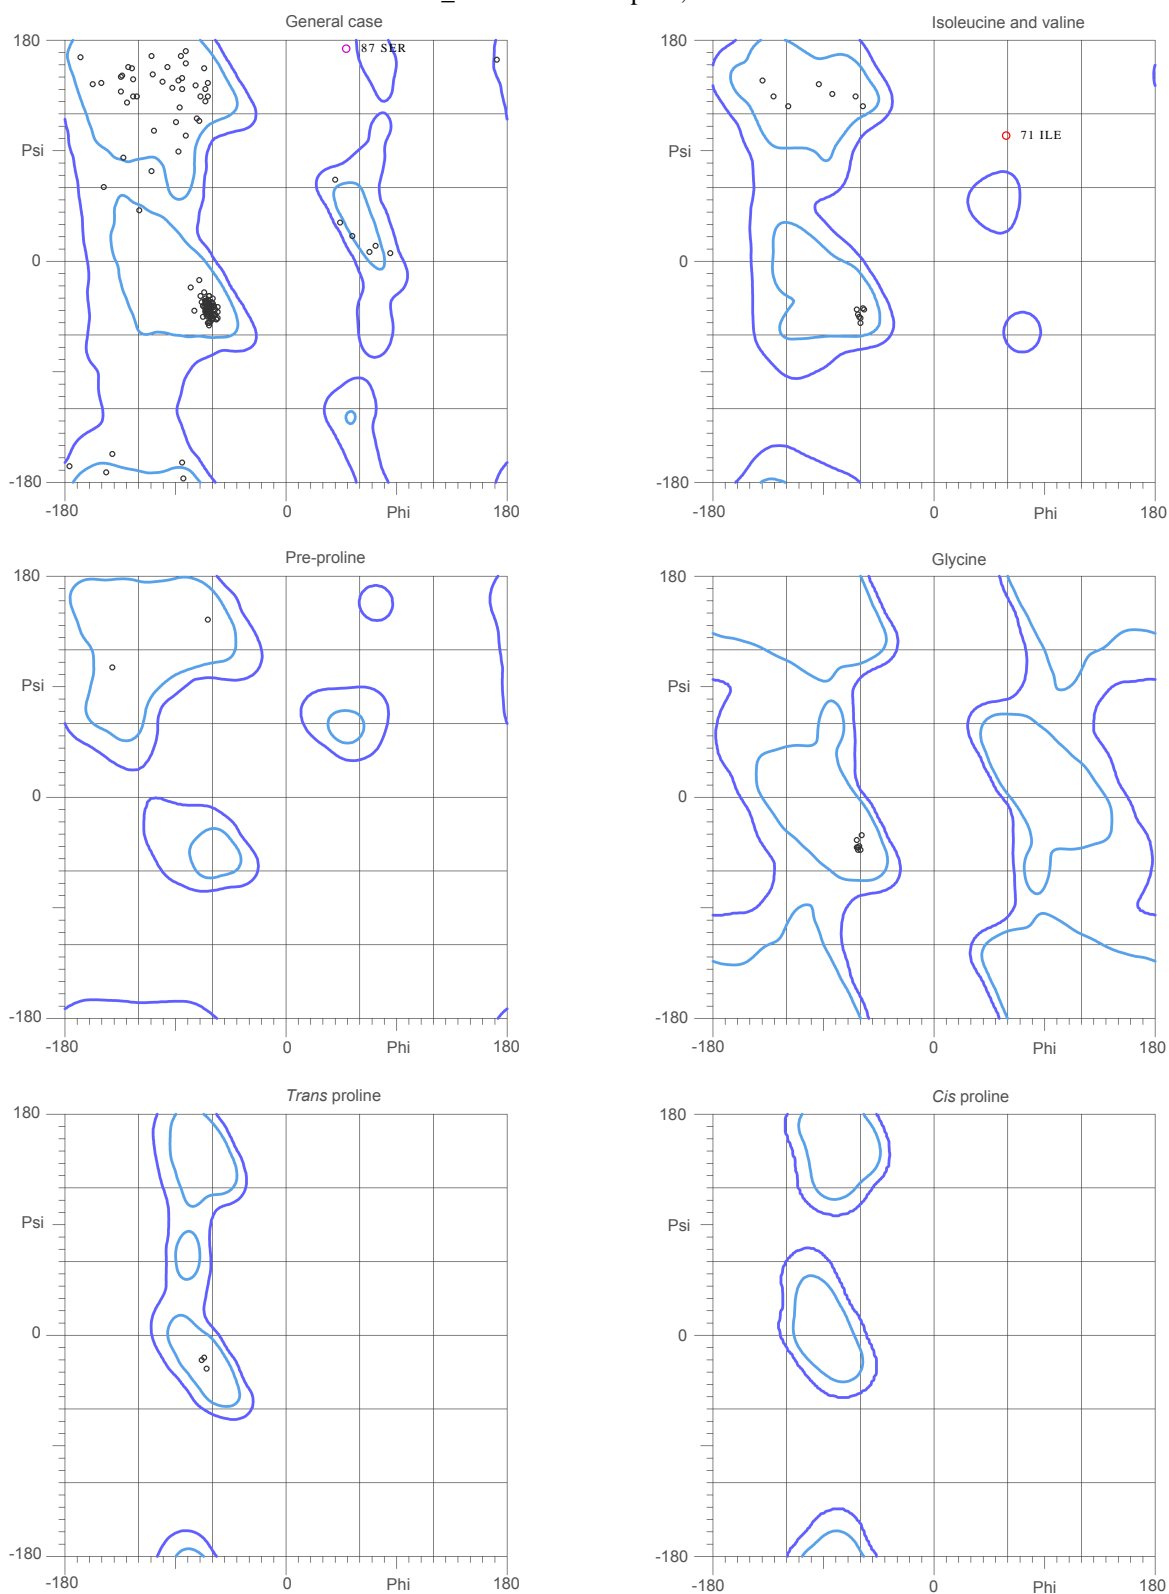 General case
Isoleucine and valine
180
87 SER
180
71 ILE
Psi
Psi
0
0
-180
-180
-180
0
Phi
180
-180
0
Phi
180
Pre-proline
Glycine
180
180
Psi
Psi
0
0
-180
-180
-180
0
Phi
180
-180
0
Phi
180
Trans proline
Cis proline
180
180
Psi
Psi
0
0
-180
-180
-180
0
Phi
180
-180
0
Phi
180